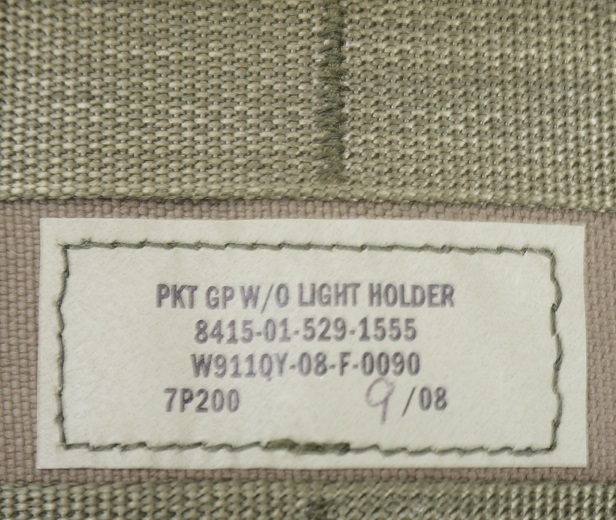 PKT GP W/O LIGHT HOLDER
8415-01-529-1555
W911QY-08-F-0090
7P200 9/08